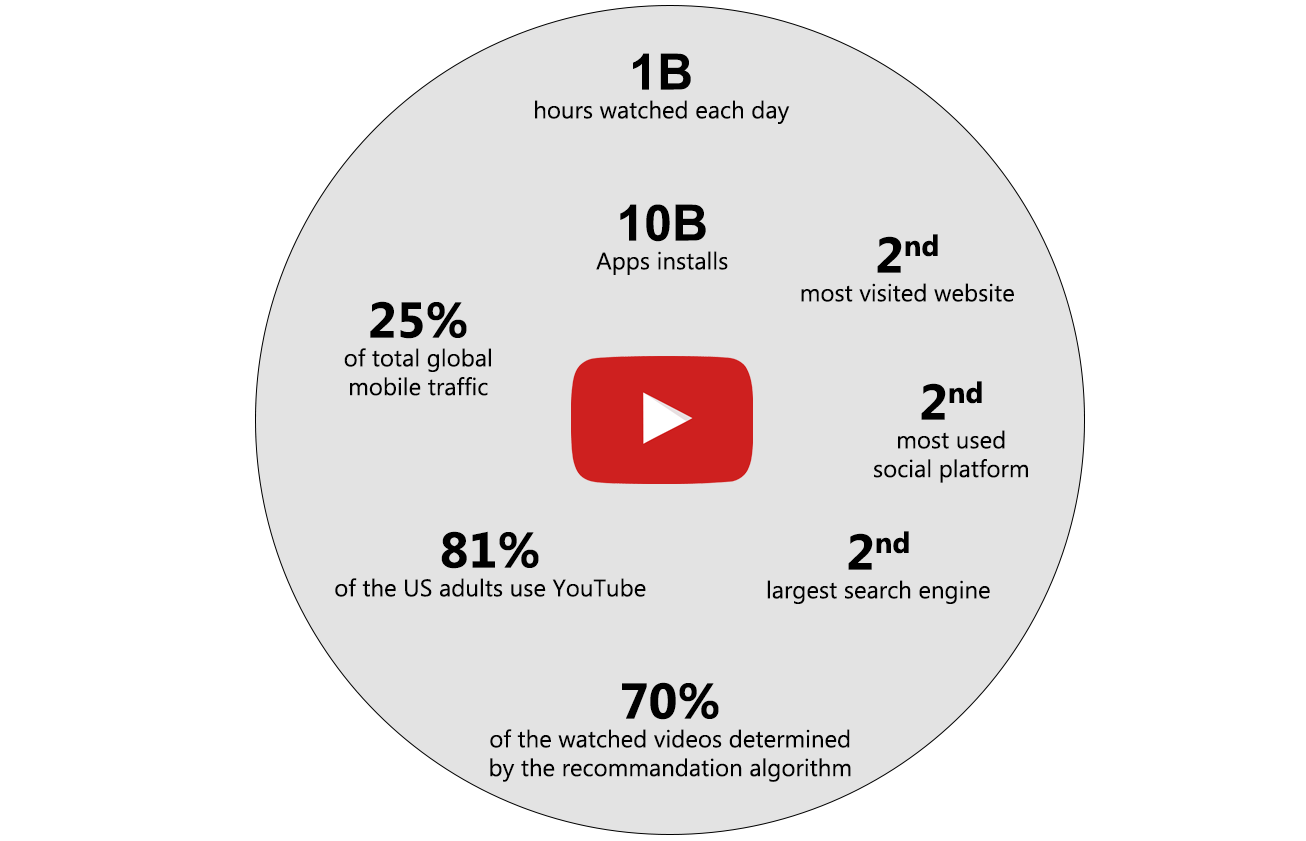 1B
hours watched each day
10B
Apps installs
2nd
most visited website
25%
of total global
mobile traffic
2nd
most used
social platform
81%
of the US adults use YouTube
2nd
largest search engine
70%
of the watched videos determined
by the recommandation algorithm